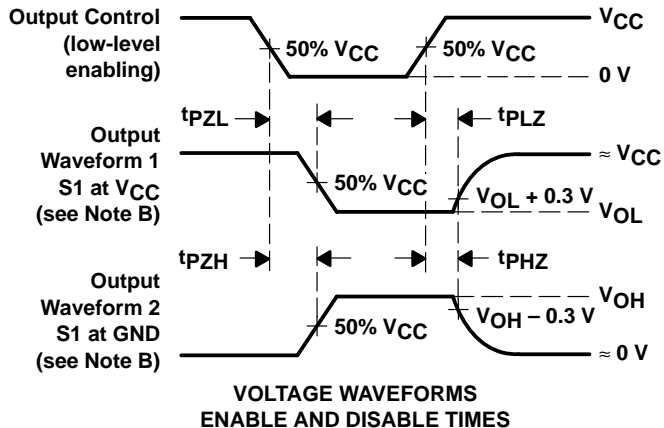 Output Control
(low-level
enabling)
50% VCC
50% VCC
VCC
0 V
tPZL
tPLZ
Output
Waveform 1
S1 at VCC
(see Note B)
50% VCC
≈ VCC
VOL + 0.3 V
VOL
tPZH
tPHZ
Output
Waveform 2
S1 at GND
(see Note B)
50% VCC
VOH
VOH – 0.3 V
≈ 0 V
VOLTAGE WAVEFORMS
ENABLE AND DISABLE TIMES